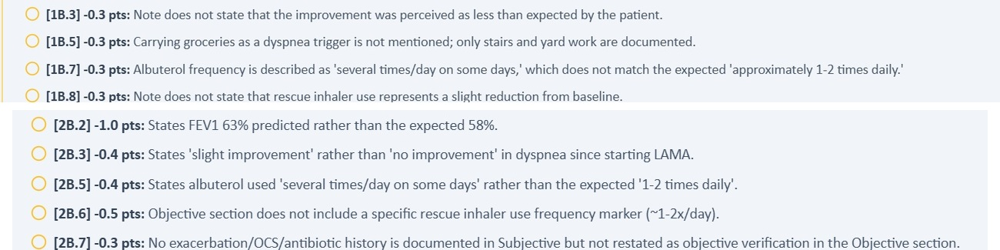 [1B.3] -0.3 pts: Note does not state that the improvement was perceived as less than expected by the patient.
[1B.5] -0.3 pts: Carrying groceries as a dyspnea trigger is not mentioned; only stairs and yard work are documented.
[1B.7] -0.3 pts: Albuterol frequency is described as 'several times/day on some days,' which does not match the expected 'approximately 1-2 times daily.'
[1B.8] -0.3 pts: Note does not state that rescue inhaler use represents a slight reduction from baseline.
[2B.2] -1.0 pts: States FEV1 63% predicted rather than the expected 58%.
[2B.3] -0.4 pts: States 'slight improvement' rather than 'no improvement' in dyspnea since starting LAMA.
[2B.5] -0.4 pts: States albuterol used 'several times/day on some days' rather than the expected '1-2 times daily'.
[2B.6] -0.5 pts: Objective section does not include a specific rescue inhaler use frequency marker (~1-2x/day).
[2B.7] -0.3 pts: No exacerbation/OCS/antibiotic history is documented in Subjective but not restated as objective verification in the Objective section.